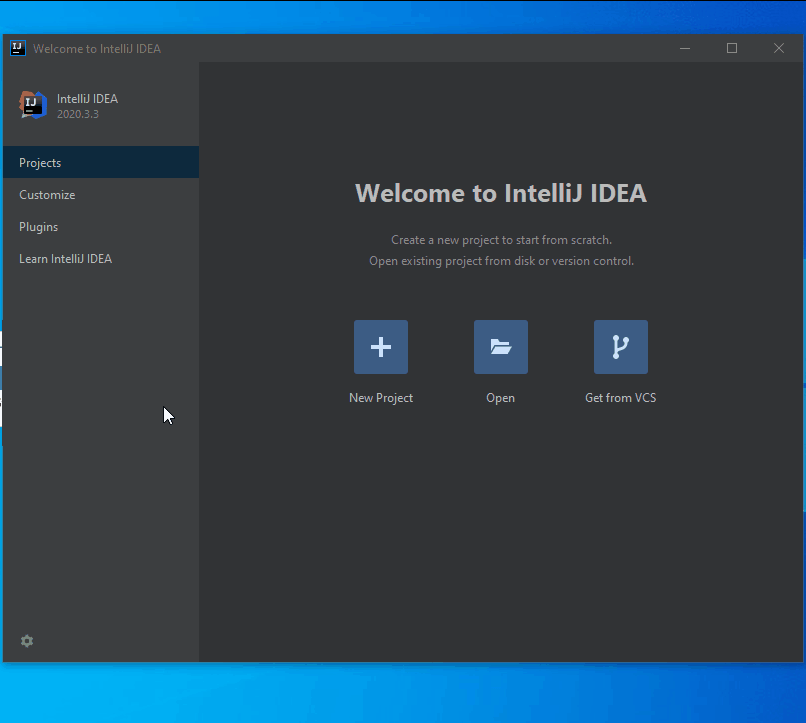 Welcome to IntelliJ IDEA
IntelliJ IDEA
2020.3.3
Projects
Customize
Plugins
Learn IntelliJ IDEA
Welcome to IntelliJ IDEA
Create a new project to start from scratch.
Open existing project from disk or version control.
New Project
Open
Get from VCS